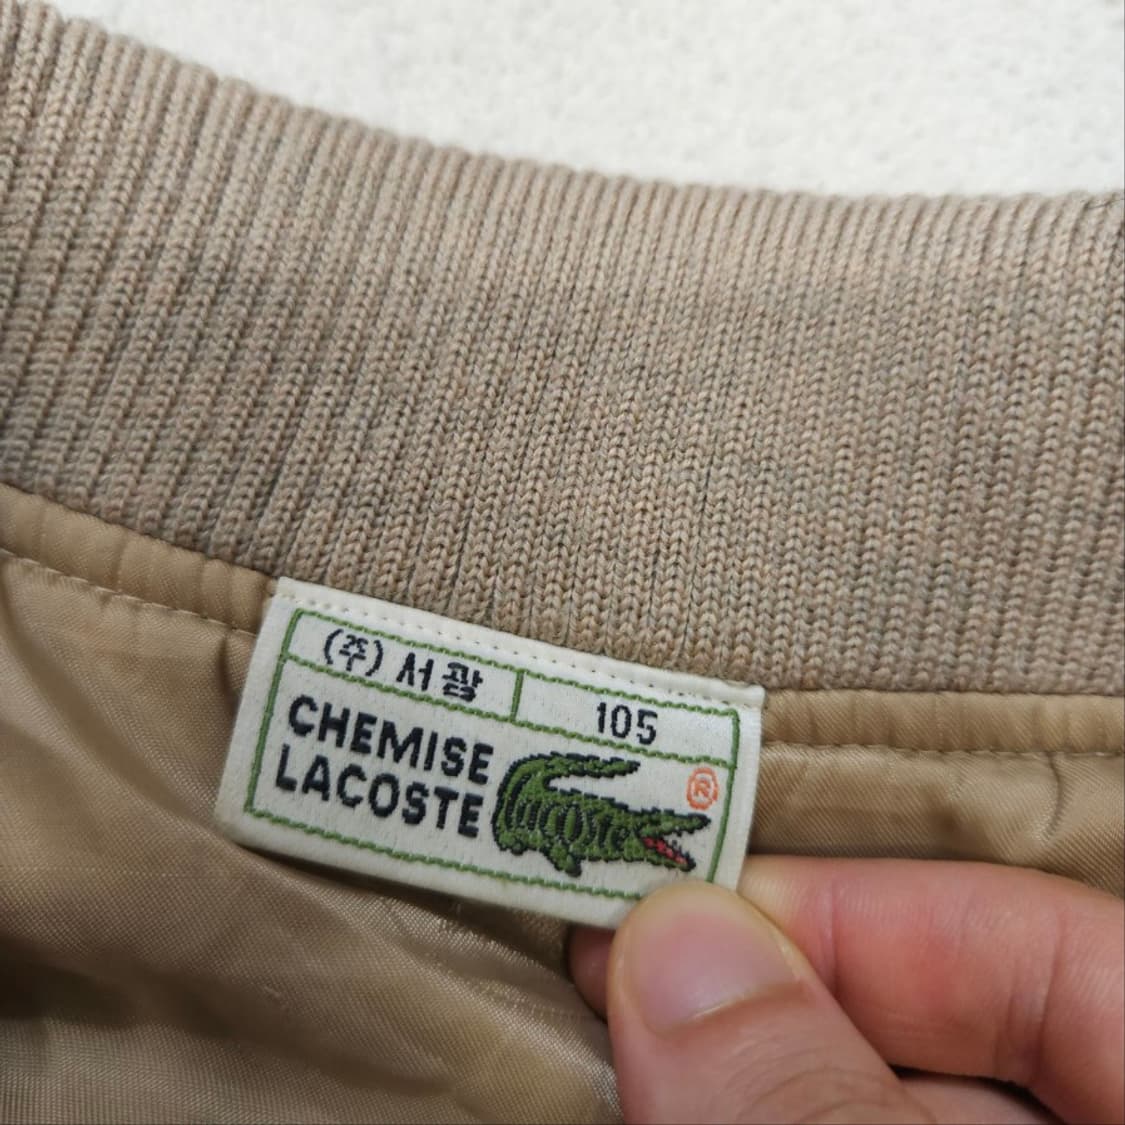 (주) 서광
105
CHEMISE
LACOSTE
Lacoste
®